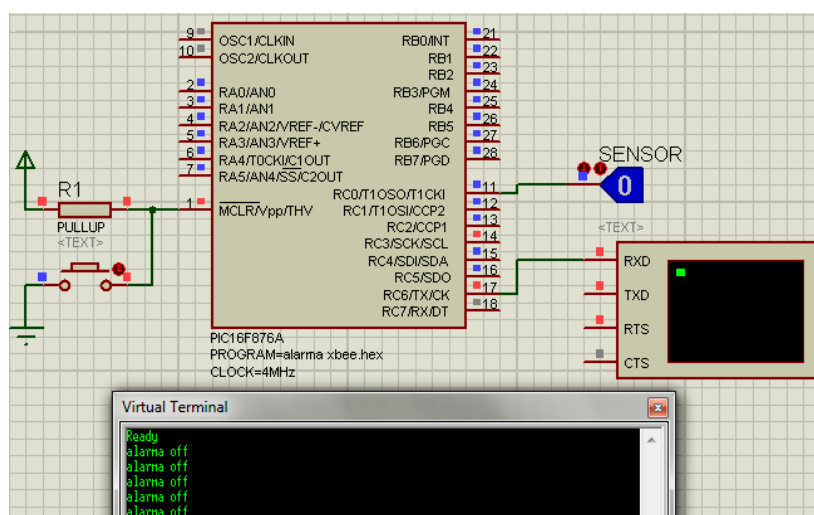 9 OSC1/CLKIN RB0/INT 21
10 OSC2/CLKOUT RB1 22
RB2 23
2 RA0/AN0 RB3/PGM 24
3 RA1/AN1 RB4 25
4 RA2/AN2/VREF-/CVREF RB5 26
5 RA3/AN3/VREF+ RB6/PGC 27
6 RA4/T0CKI/C1OUT RB7/PGD 28
7 RA5/AN4/SS/C2OUT
RC0/T1OSO/T1CKI 11
1 MCLR/Vpp/THV RC1/T1OSI/CCP2 12
RC2/CCP1 13
RC3/SCK/SCL 14
RC4/SDI/SDA 15
RC5/SDO 16
RC6/TX/CK 17
RC7/RX/DT 18
R1
PULLUP
<TEXT>
SENSOR
0
<TEXT>
RXD
TXD
RTS
CTS
PIC16F876A
PROGRAM=alarma xbee.hex
CLOCK=4MHz
Virtual Terminal
Ready
alarma off
alarma off
alarma off
alarma off
alarma off